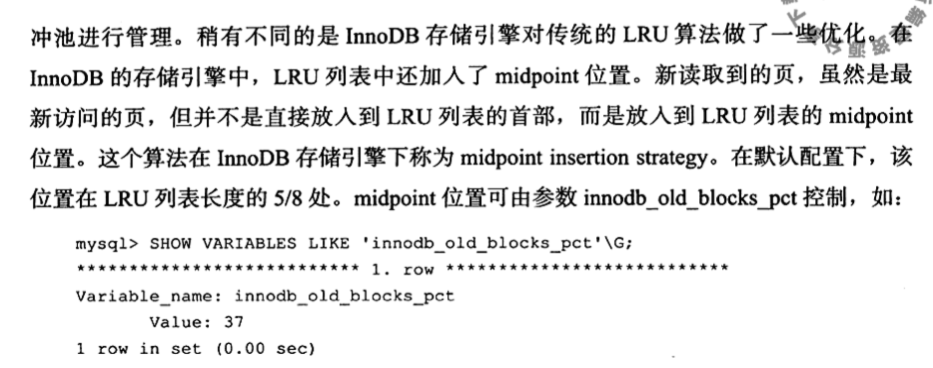 冲池进行管理。稍有不同的是 InnoDB 存储引擎对传统的 LRU 算法做了一些优化。在
InnoDB 的存储引擎中，LRU 列表中还加入了 midpoint 位置。新读取到的页，虽然是最
新访问的页，但并不是直接放入到 LRU 列表的首部，而是放入到 LRU 列表的 midpoint
位置。这个算法在 InnoDB 存储引擎下称为 midpoint insertion strategy。在默认配置下，该
位置在 LRU 列表长度的 5/8 处。midpoint 位置可由参数 innodb_old_blocks_pct 控制，如：
mysql> SHOW VARIABLES LIKE 'innodb_old_blocks_pct'\G;
*************************** 1. row ***************************
Variable_name: innodb_old_blocks_pct
Value: 37
1 row in set (0.00 sec)